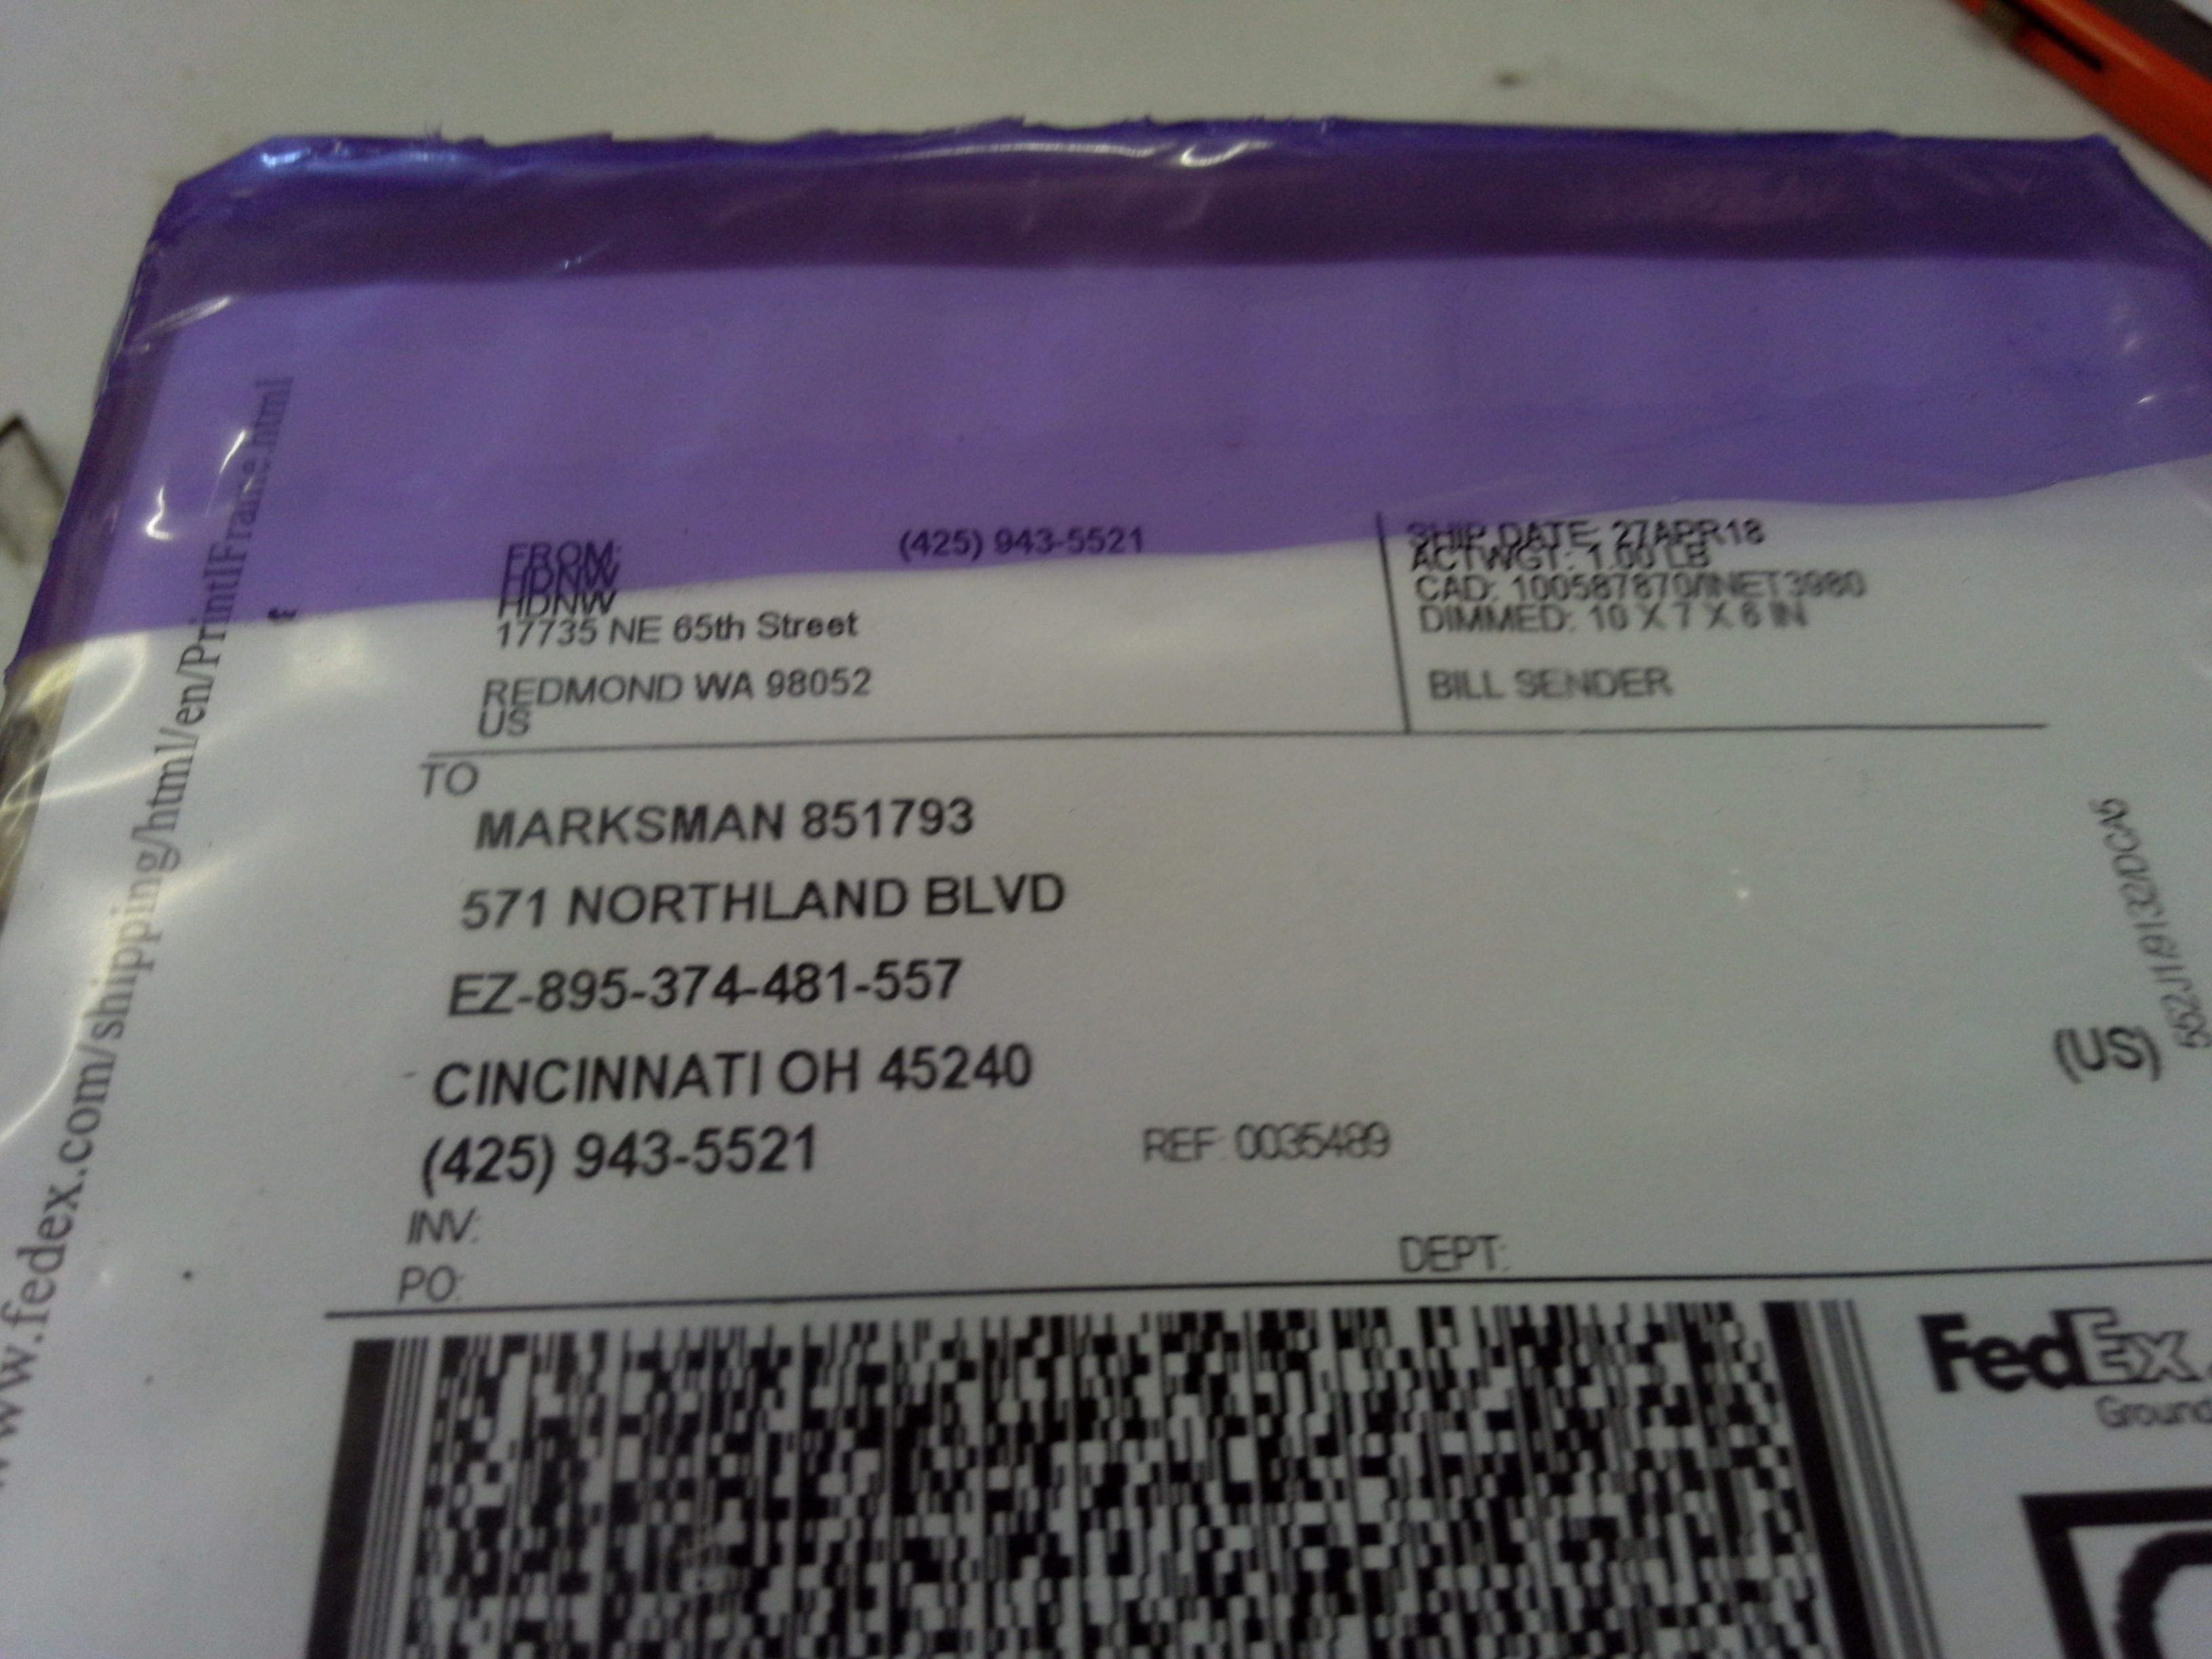 FROM:
(425) 943-5521
HDNW
HDNW
17735 NE 65th Street
REDMOND WA 98052
US
SHIP DATE: 27APR18
ACTWGT: 1.00 LB
CAD: 100587870/INET3980
DIMMED: 10 X 7 X 6 IN
BILL SENDER
TO
MARKSMAN 851793
571 NORTHLAND BLVD
EZ-895-374-481-557
CINCINNATI OH 45240
(US)
(425) 943-5521
REF: 0035489
INV:
PO:
DEPT:
FedEx
Ground
www.fedex.com/shipping/html/en/PrintIFrame.html